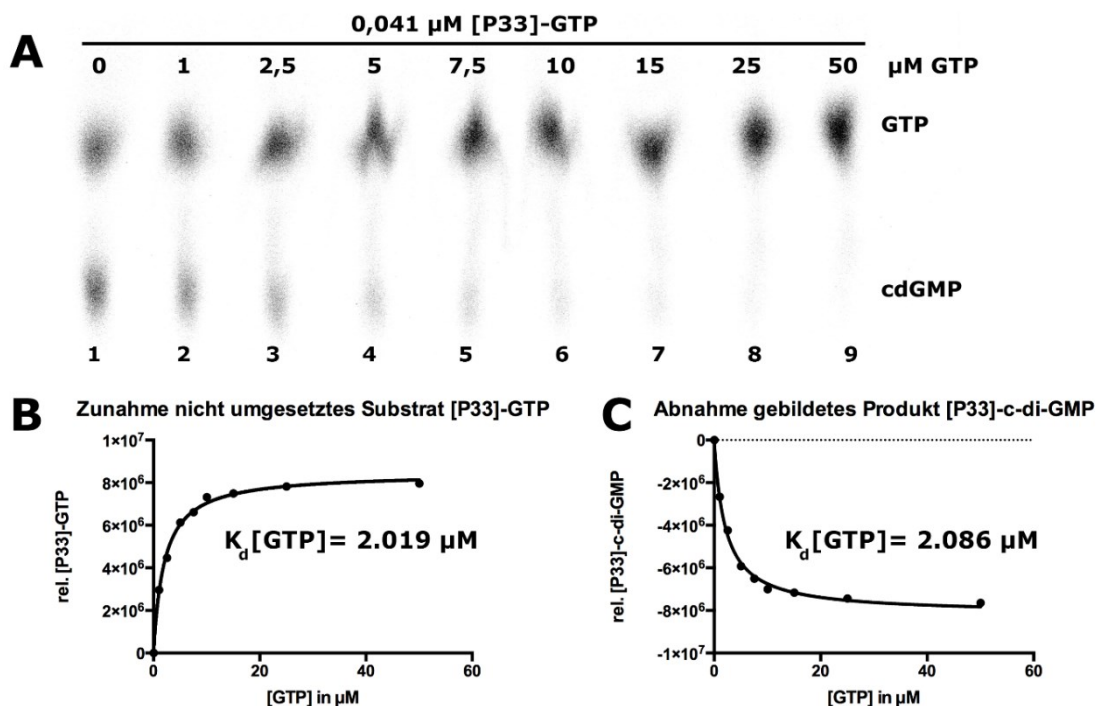 0,041 µM [P33]-GTP
A
0 1 2,5 5 7,5 10 15 25 50 µM GTP
GTP
cdGMP
1 2 3 4 5 6 7 8 9
B Zunahme nicht umgesetztes Substrat [P33]-GTP
1×10⁷
8×10⁶
6×10⁶
4×10⁶
2×10⁶
0
rel. [P33]-GTP
Kd[GTP]= 2.019 µM
0 20 40 60
[GTP] in µM
C Abnahme gebildetes Produkt [P33]-c-di-GMP
0
-2×10⁶
-4×10⁶
-6×10⁶
-8×10⁶
-1×10⁷
rel. [P33]-c-di-GMP
Kd[GTP]= 2.086 µM
0 20 40 60
[GTP] in µM